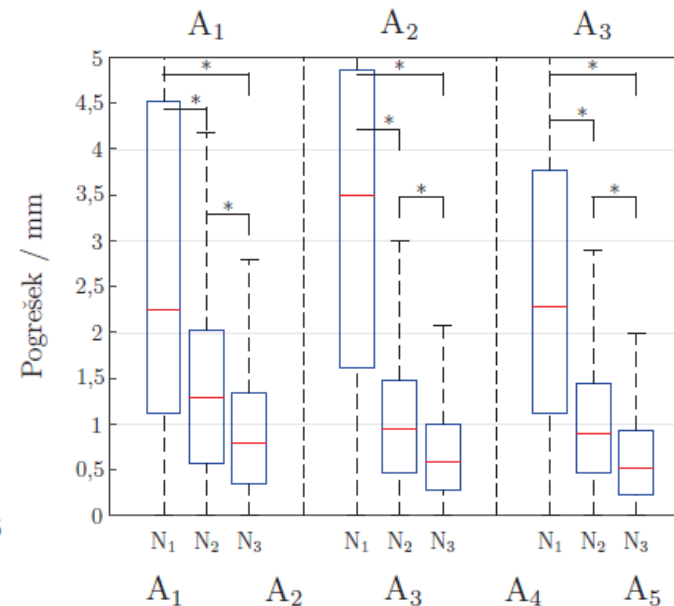 A₁ A₂ A₃
Pogrešek / mm
5
4,5
4
3,5
3
2,5
2
1,5
1
0,5
0
* * *
* * *
* * *
N₁ N₂ N₃ N₁ N₂ N₃ N₁ N₂ N₃
A₁ A₂ A₃ A₄ A₅